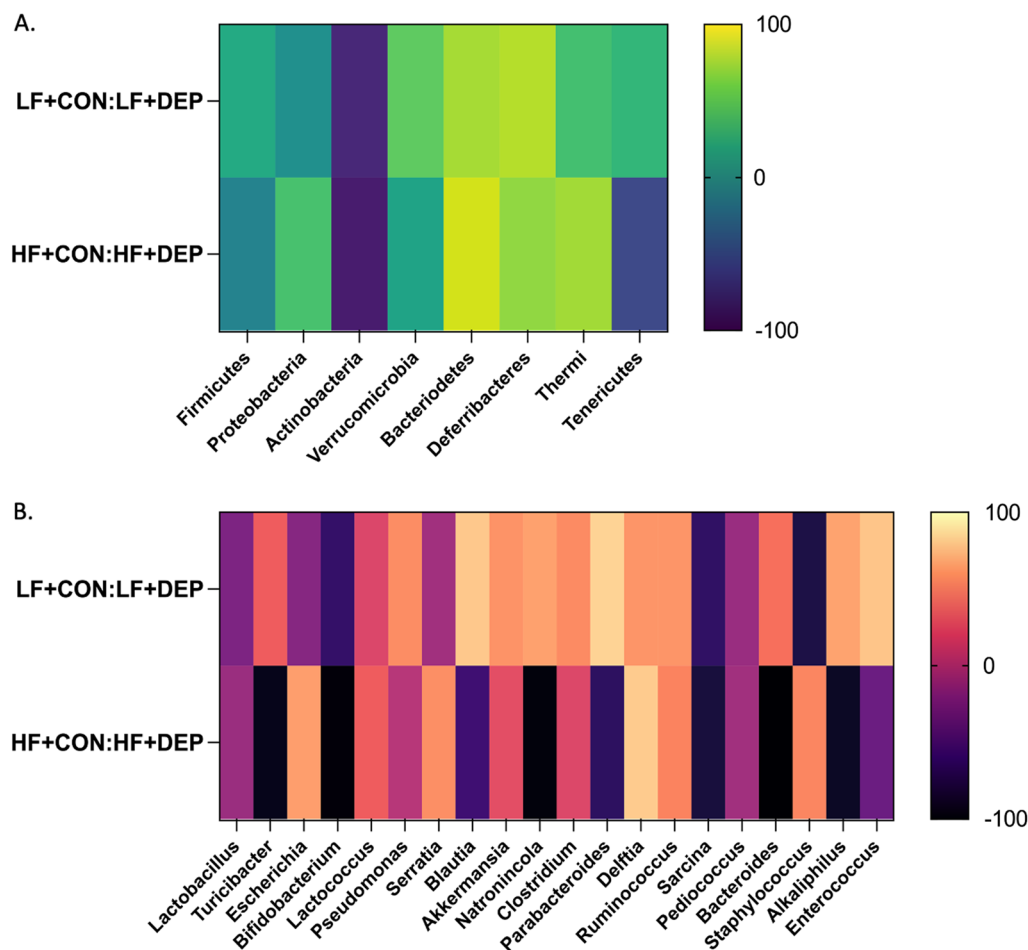 A.
LF+CON:LF+DEP
HF+CON:HF+DEP
100
0
-100
Firmicutes
Proteobacteria
Actinobacteria
Verrucomicrobia
Bacteriodetes
Deferribacteres
Thermi
Tenericutes
B.
LF+CON:LF+DEP
HF+CON:HF+DEP
100
0
-100
Lactobacillus
Turicibacter
Escherichia
Bifidobacterium
Lactococcus
Pseudomonas
Serratia
Blautia
Akkermansia
Natronincola
Clostridium
Parabacteroides
Delftia
Ruminococcus
Sarcina
Pediococcus
Bacteroides
Staphylococcus
Alkaliphilus
Enterococcus